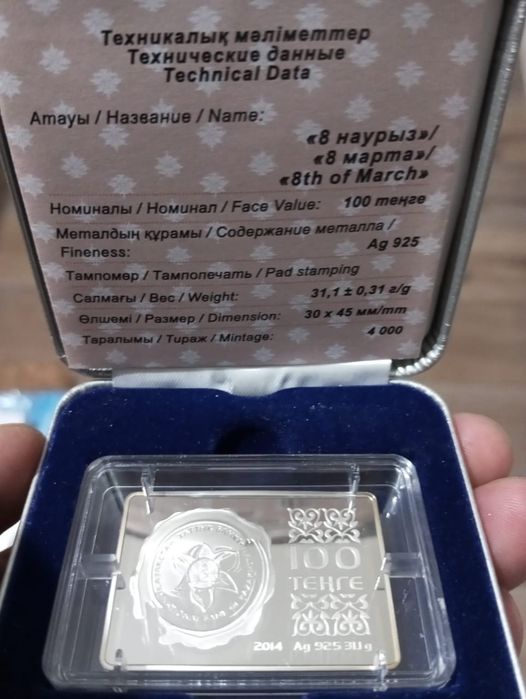 Техникалық мәліметтер
Технические данные
Technical Data
Атауы / Название / Name:
«8 наурыз»/
«8 марта»/
«8th of March»
Номиналы / Номинал / Face Value: 100 теңге
Металдың құрамы / Содержание металла /
Fineness: Ag 925
Тампомөр / Тампопечать / Pad stamping
Салмағы / Вес / Weight: 31,1 ± 0,31 г/g
Өлшемі / Размер / Dimension: 30 x 45 мм/mm
Таралымы / Тираж / Mintage: 4 000
100
ТЕҢГЕ
2014 Ag 925 31,1 g